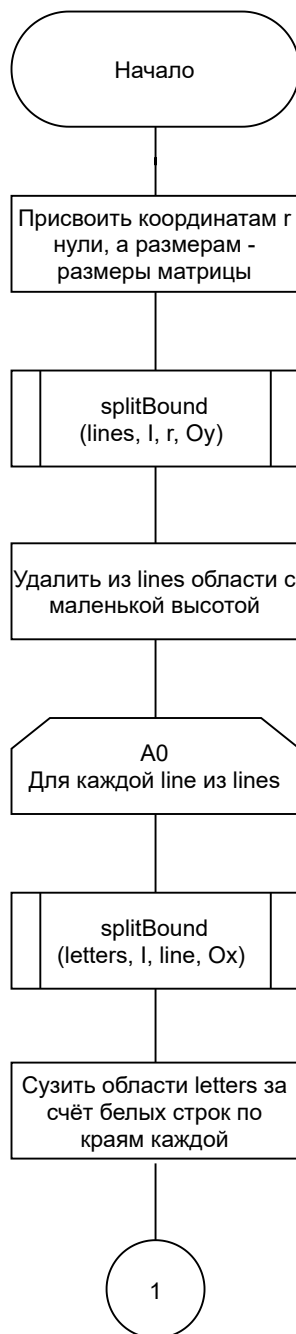 Начало
Присвоить координатам r
нули, а размерам -
размеры матрицы
splitBound
(lines, I, r, Oy)
Удалить из lines области с
маленькой высотой
A0
Для каждой line из lines
splitBound
(letters, I, line, Ox)
Сузить области letters за
счёт белых строк по
краям каждой
1